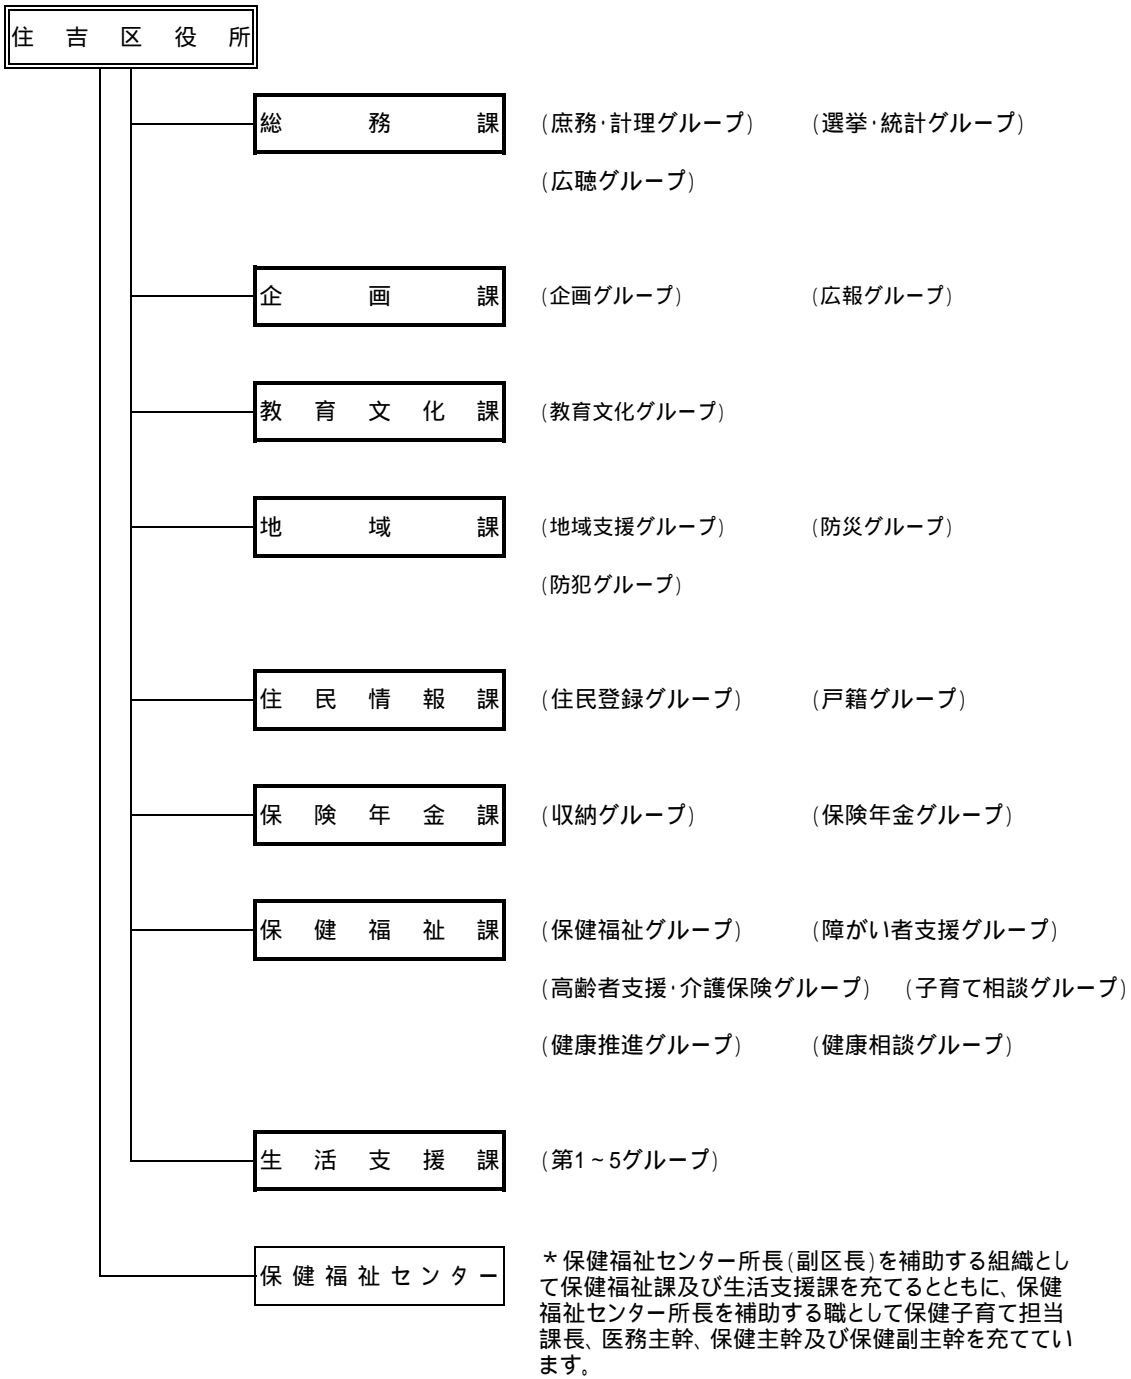 住吉区役所
総務課 (庶務・計理グループ) (選挙・統計グループ)
(広聴グループ)
企画課 (企画グループ) (広報グループ)
教育文化課 (教育文化グループ)
地域課 (地域支援グループ) (防災グループ)
(防犯グループ)
住民情報課 (住民登録グループ) (戸籍グループ)
保険年金課 (収納グループ) (保険年金グループ)
保健福祉課 (保健福祉グループ) (障がい者支援グループ)
(高齢者支援・介護保険グループ) (子育て相談グループ)
(健康推進グループ) (健康相談グループ)
生活支援課 (第1~5グループ)
保健福祉センター
*保健福祉センター所長(副区長)を補助する組織とし
て保健福祉課及び生活支援課を充てるとともに、保健
福祉センター所長を補助する職として保健子育て担当
課長、医務主幹、保健主幹及び保健副主幹を充ててい
ます。